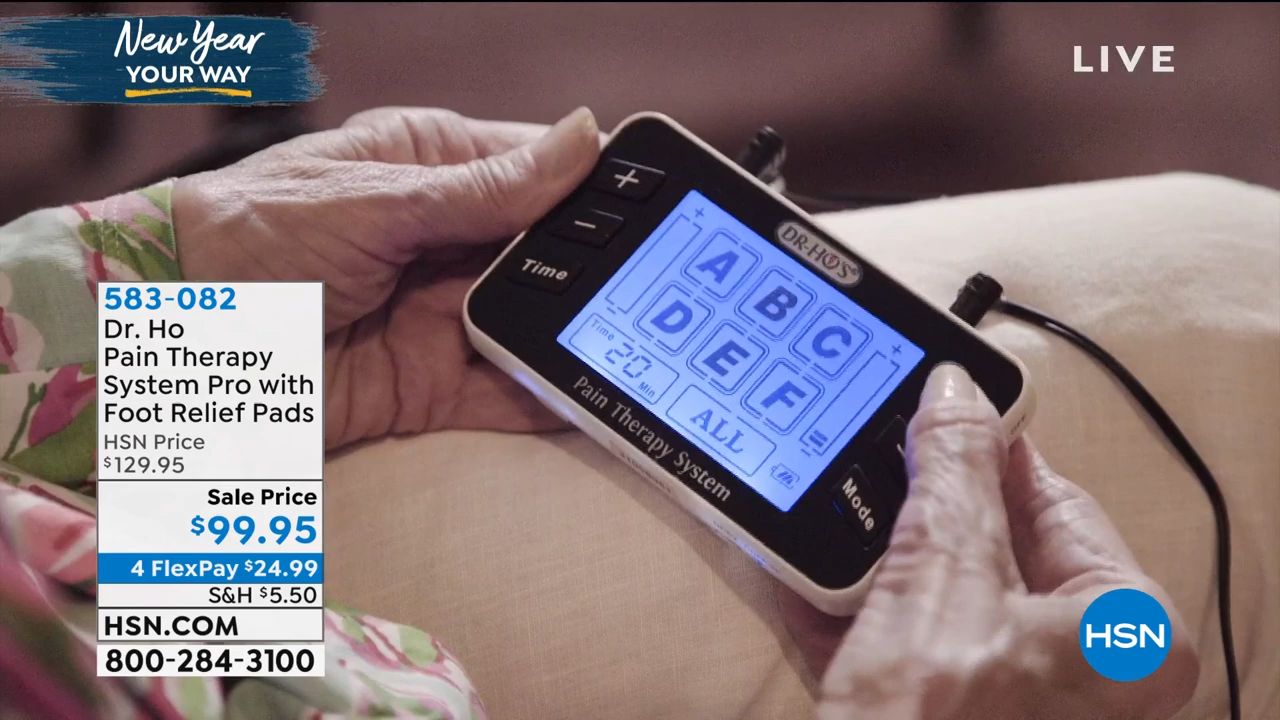 New Year
YOUR WAY
LIVE
+
−
Time
DR-HO'S
+
+
A
B
C
D
E
F
−
−
Time
20
Min
ALL
Pain Therapy System
Mode
583-082
Dr. Ho
Pain Therapy
System Pro with
Foot Relief Pads
HSN Price
$129.95
Sale Price
$99.95
4 FlexPay $24.99
S&H $5.50
HSN.COM
800-284-3100
HSN